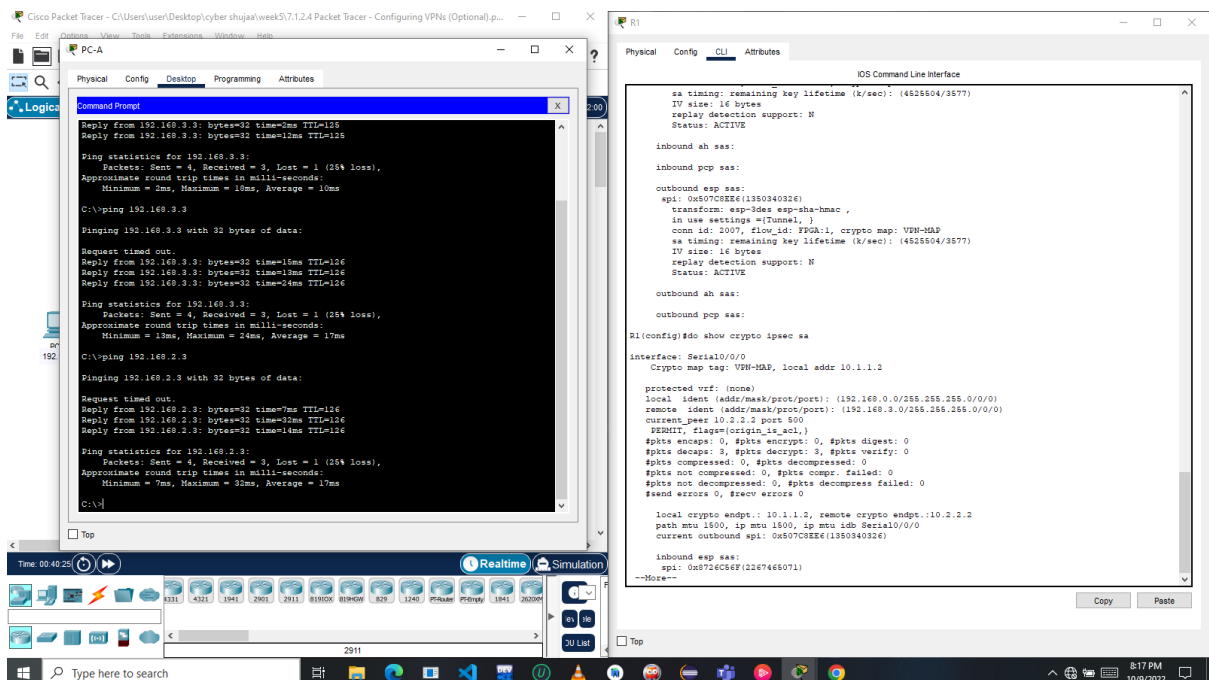 Cisco Packet Tracer - C:\Users\user\Desktop\cyber shujaa\week5\7.1.2.4 Packet Tracer - Configuring VPNs (Optional).p...
File Edit Options View Tools Extensions Window Help
PC-A
?
Physical Config Desktop Programming Attributes
Logica
Command Prompt
X
2:00
Reply from 192.168.3.3: bytes=32 time=2ms TTL=125
Reply from 192.168.3.3: bytes=32 time=12ms TTL=125
Ping statistics for 192.168.3.3:
Packets: Sent = 4, Received = 3, Lost = 1 (25% loss),
Approximate round trip times in milli-seconds:
Minimum = 2ms, Maximum = 18ms, Average = 10ms
C:\>ping 192.168.3.3
Pinging 192.168.3.3 with 32 bytes of data:
Request timed out.
Reply from 192.168.3.3: bytes=32 time=15ms TTL=126
Reply from 192.168.3.3: bytes=32 time=13ms TTL=126
Reply from 192.168.3.3: bytes=32 time=24ms TTL=126
Ping statistics for 192.168.3.3:
Packets: Sent = 4, Received = 3, Lost = 1 (25% loss),
Approximate round trip times in milli-seconds:
Minimum = 13ms, Maximum = 24ms, Average = 17ms
C:\>ping 192.168.2.3
Pinging 192.168.2.3 with 32 bytes of data:
Request timed out.
Reply from 192.168.2.3: bytes=32 time=7ms TTL=126
Reply from 192.168.2.3: bytes=32 time=32ms TTL=126
Reply from 192.168.2.3: bytes=32 time=14ms TTL=126
Ping statistics for 192.168.2.3:
Packets: Sent = 4, Received = 3, Lost = 1 (25% loss),
Approximate round trip times in milli-seconds:
Minimum = 7ms, Maximum = 32ms, Average = 17ms
C:\>
Top
PC
192.
Time: 00:40:25
Realtime
Simulation
4331 4321 1941 2901 2911 819IOX 819HGW 829 1240 PT-Router PT-Empty 1841 2620XM
2911
DU List
R1
Physical Config CLI Attributes
IOS Command Line Interface
sa timing: remaining key lifetime (k/sec): (4525504/3577)
IV size: 16 bytes
replay detection support: N
Status: ACTIVE
inbound ah sas:
inbound pcp sas:
outbound esp sas:
spi: 0x507C8EE6(1350340326)
transform: esp-3des esp-sha-hmac ,
in use settings ={Tunnel, }
conn id: 2007, flow_id: FPGA:1, crypto map: VPN-MAP
sa timing: remaining key lifetime (k/sec): (4525504/3577)
IV size: 16 bytes
replay detection support: N
Status: ACTIVE
outbound ah sas:
outbound pcp sas:
R1(config)#do show crypto ipsec sa
interface: Serial0/0/0
Crypto map tag: VPN-MAP, local addr 10.1.1.2
protected vrf: (none)
local ident (addr/mask/prot/port): (192.168.0.0/255.255.255.0/0/0)
remote ident (addr/mask/prot/port): (192.168.3.0/255.255.255.0/0/0)
current_peer 10.2.2.2 port 500
PERMIT, flags={origin_is_acl,}
#pkts encaps: 0, #pkts encrypt: 0, #pkts digest: 0
#pkts decaps: 3, #pkts decrypt: 3, #pkts verify: 0
#pkts compressed: 0, #pkts decompressed: 0
#pkts not compressed: 0, #pkts compr. failed: 0
#pkts not decompressed: 0, #pkts decompress failed: 0
#send errors 0, #recv errors 0
local crypto endpt.: 10.1.1.2, remote crypto endpt.:10.2.2.2
path mtu 1500, ip mtu 1500, ip mtu idb Serial0/0/0
current outbound spi: 0x507C8EE6(1350340326)
inbound esp sas:
spi: 0x8726C56F(2267465071)
--More--
Copy Paste
Top
Type here to search
8:17 PM
10/9/2022